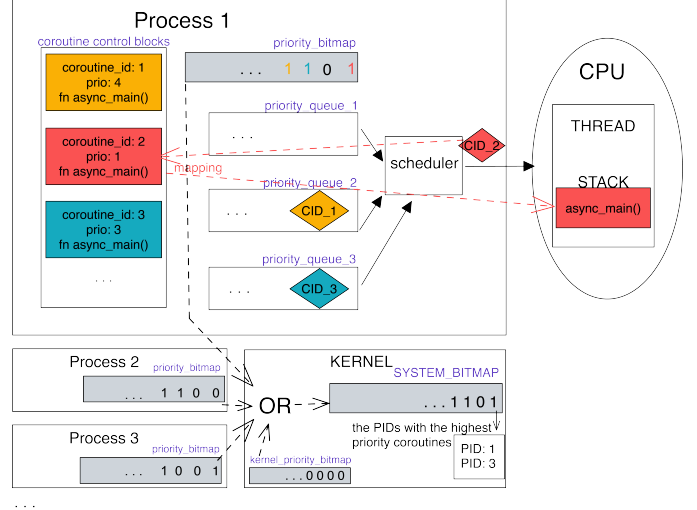 Process 1
coroutine control blocks
coroutine_id: 1
prio: 4
fn async_main()
coroutine_id: 2
prio: 1
fn async_main()
coroutine_id: 3
prio: 3
fn async_main()
. . .
mapping
priority_bitmap
. . . 1 1 0 1
priority_queue_1
. . .
priority_queue_2
. . . CID_1
priority_queue_3
. . . CID_3
scheduler
CID_2
CPU
THREAD
STACK
async_main()
Process 2
priority_bitmap
... 1 1 0 0
Process 3
priority_bitmap
... 1 0 0 1
. . .
KERNEL
SYSTEM_BITMAP
. . . 1 1 0 1
OR
the PIDs with the highest
priority coroutines
PID: 1
PID: 3
kernel_priority_bitmap
...0000